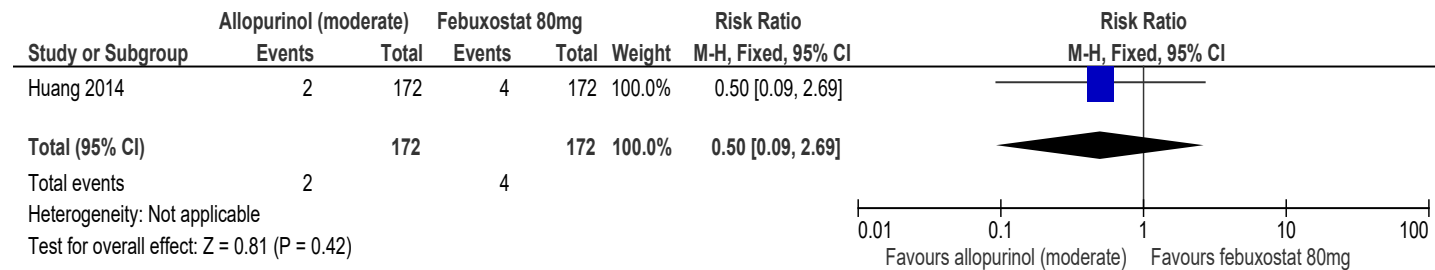 Allopurinol (moderate) Febuxostat 80mg Risk Ratio Risk Ratio
Study or Subgroup Events Total Events Total Weight M-H, Fixed, 95% CI M-H, Fixed, 95% CI
Huang 2014 2 172 4 172 100.0% 0.50 [0.09, 2.69]
Total (95% CI) 172 172 100.0% 0.50 [0.09, 2.69]
Total events 2 4
Heterogeneity: Not applicable
Test for overall effect: Z = 0.81 (P = 0.42)
0.01 0.1 1 10 100
Favours allopurinol (moderate) Favours febuxostat 80mg